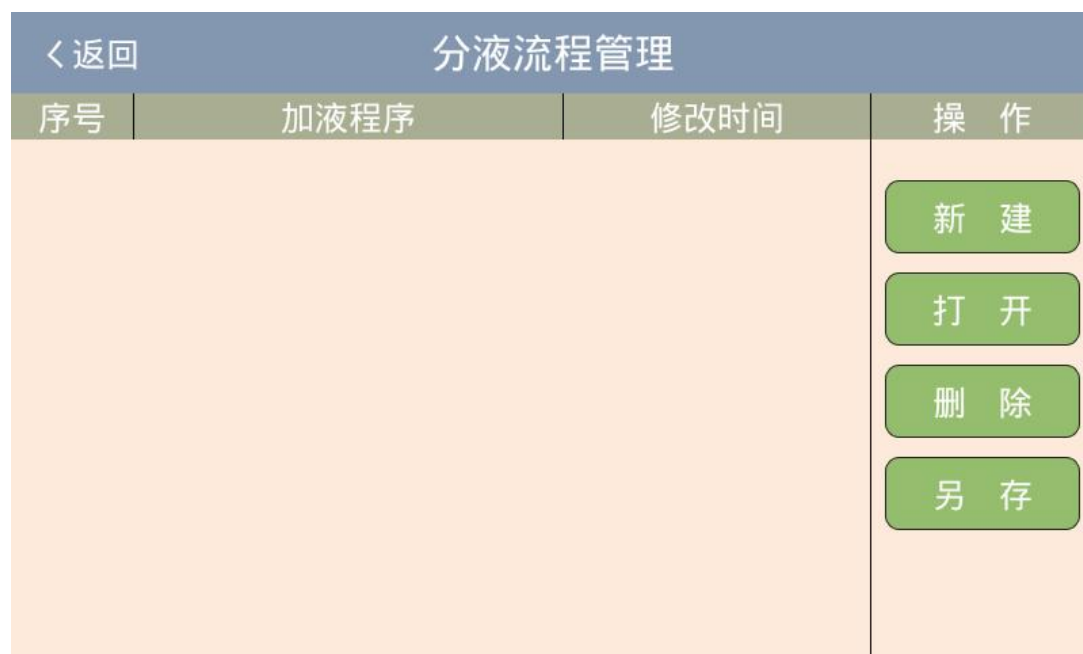 く返回 分液流程管理
序号 加液程序 修改时间 操 作
新 建
打 开
删 除
另 存